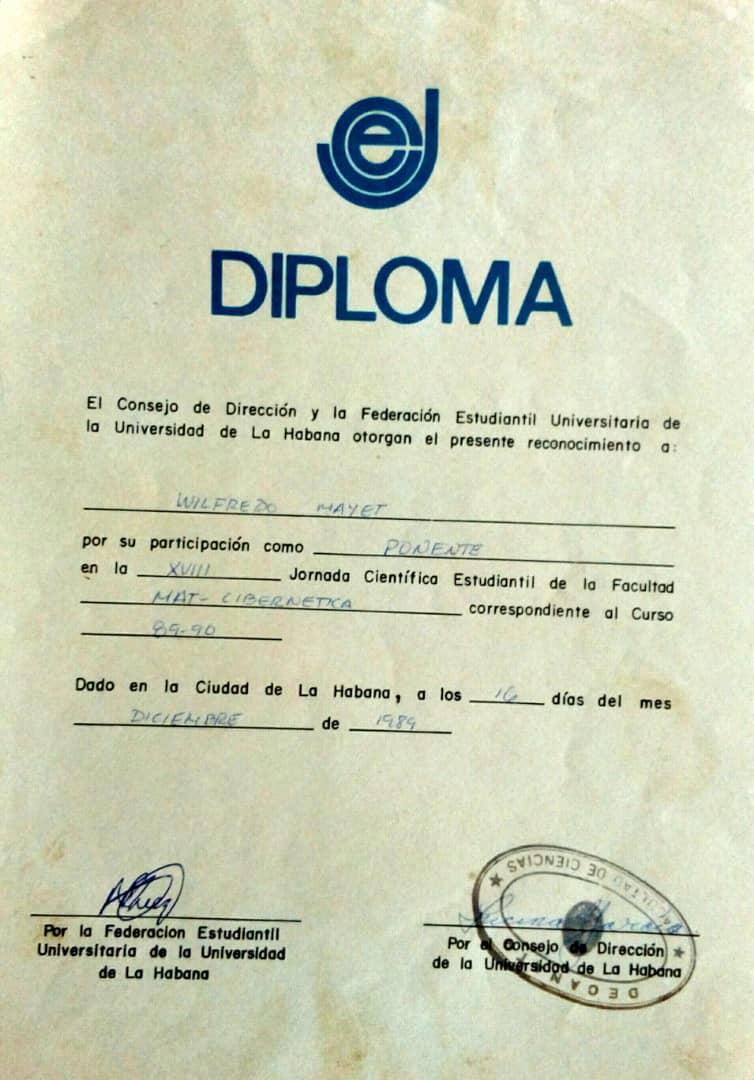 DIPLOMA
El Consejo de Dirección y la Federación Estudiantil Universitaria de
la Universidad de La Habana otorgan el presente reconocimiento a:
WILFREDO MAYET
por su participación como PONENTE
en la XVIII Jornada Científica Estudiantil de la Facultad
MAT-CIBERNETICA correspondiente al Curso
89-90
Dado en la Ciudad de La Habana, a los 16 días del mes
DICIEMBRE de 1989
Por la Federacion Estudiantil
Universitaria de la Universidad
de La Habana
Por el Consejo de Dirección
de la Universidad de La Habana
FACULTAD DE CIENCIAS